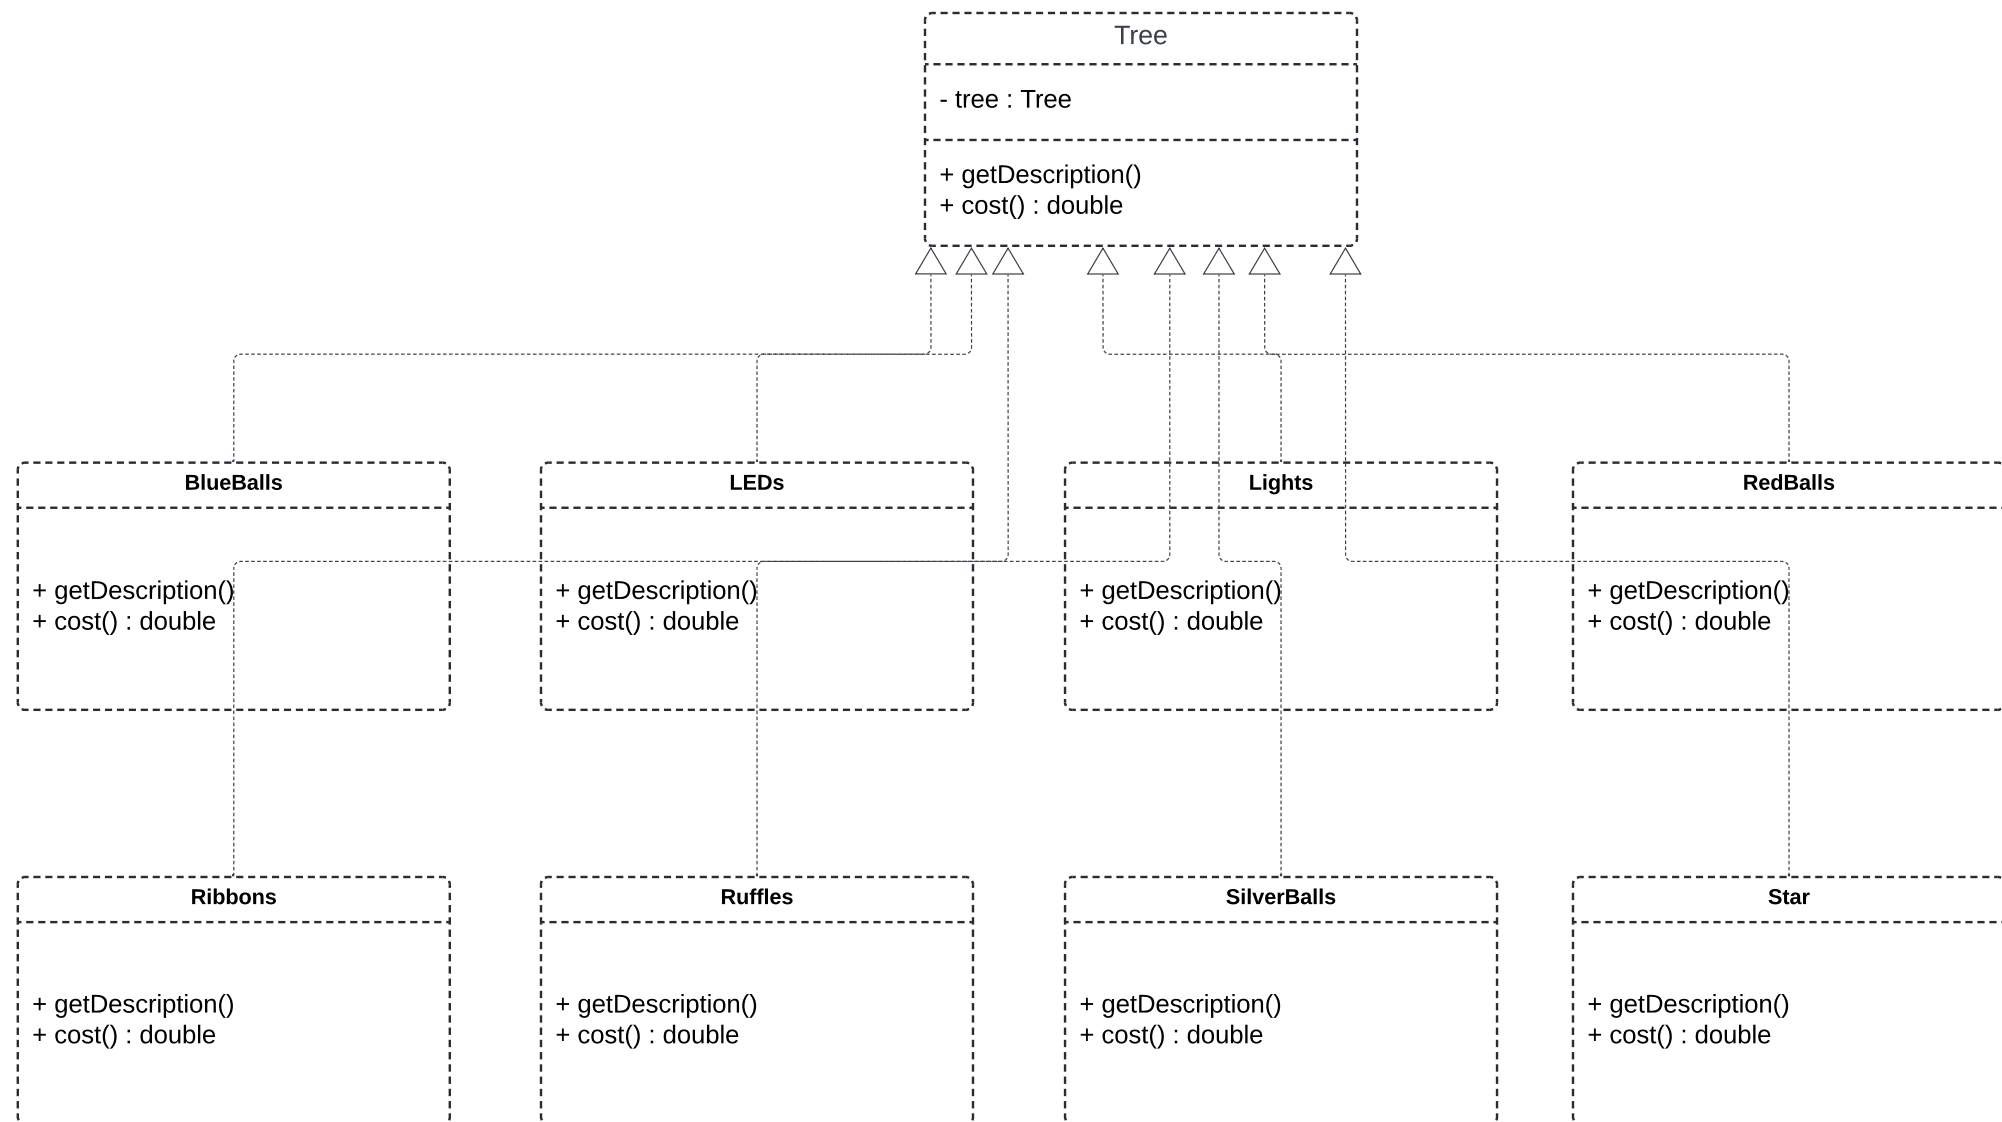 Tree
- tree : Tree
+ getDescription()
+ cost() : double
BlueBalls
+ getDescription()
+ cost() : double
LEDs
+ getDescription()
+ cost() : double
Lights
+ getDescription()
+ cost() : double
RedBalls
+ getDescription()
+ cost() : double
Ribbons
+ getDescription()
+ cost() : double
Ruffles
+ getDescription()
+ cost() : double
SilverBalls
+ getDescription()
+ cost() : double
Star
+ getDescription()
+ cost() : double